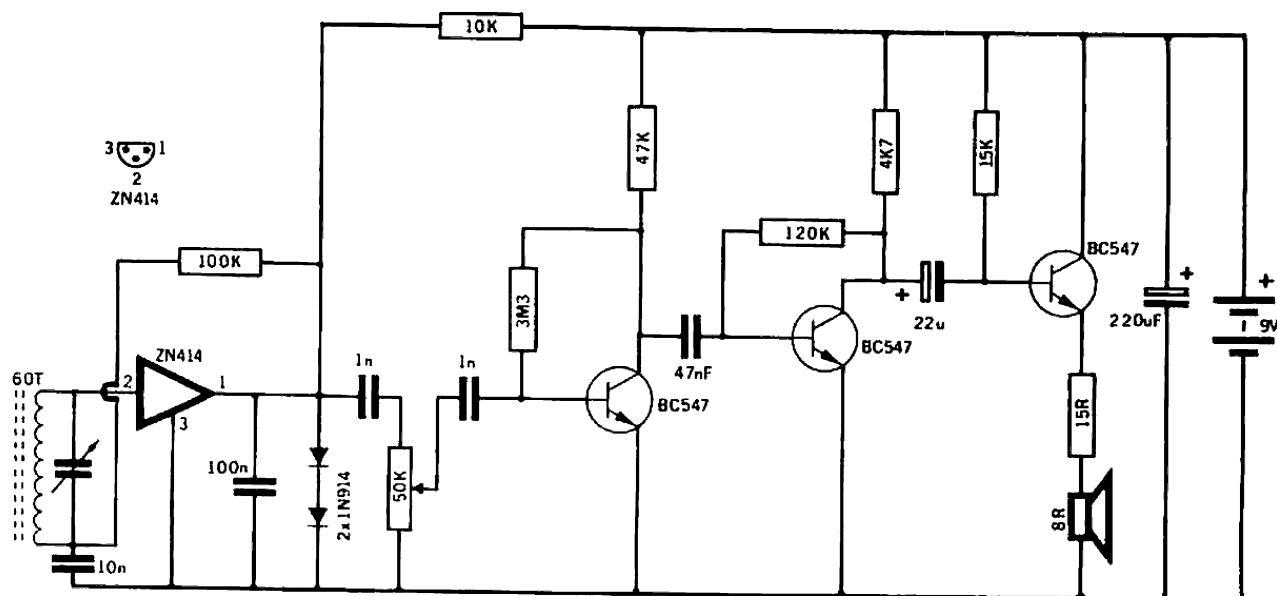 10K
47K
4K7
15K
3 1
2
ZN414
100K
120K
BC547
3M3
+
+
+
22u
220uF
1 9V
ZN414
60T
2
1
3
1n
1n
47nF
BC547
BC547
15R
100n
50K
2x1N914
8R
10n